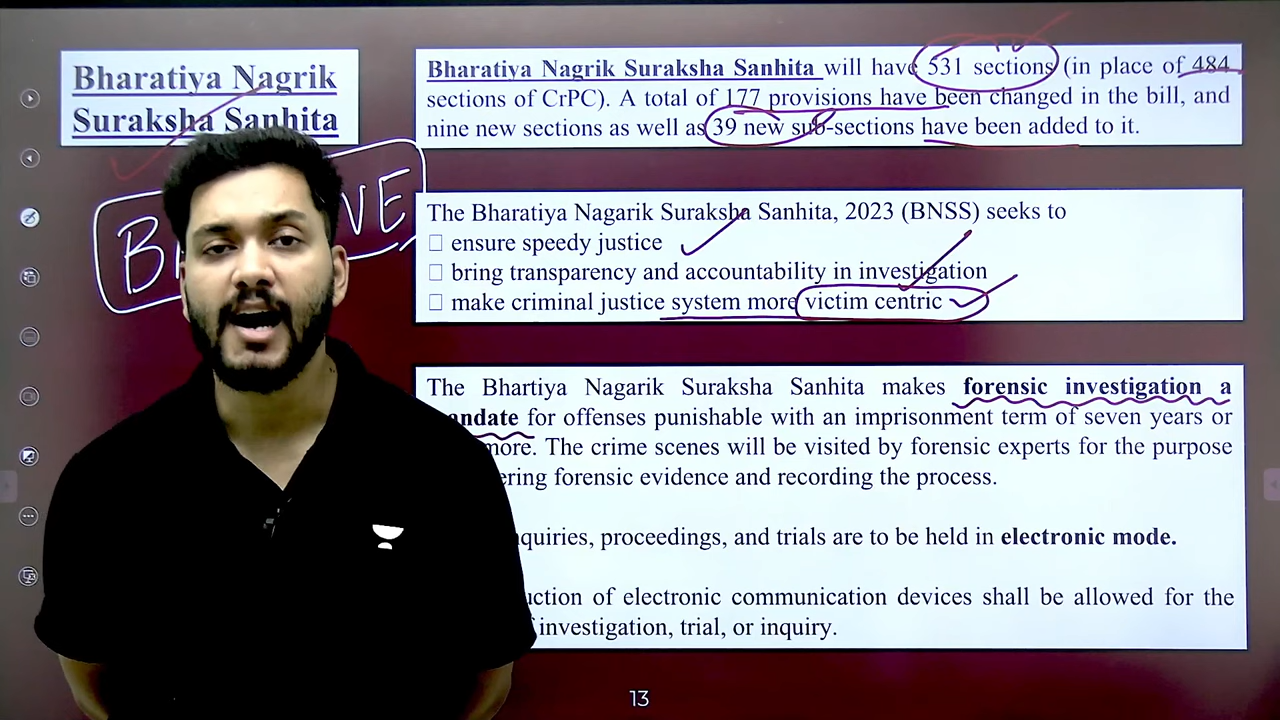 Bharatiya Nagrik
Suraksha Sanhita
Bharatiya Nagrik Suraksha Sanhita will have 531 sections (in place of 484
sections of CrPC). A total of 177 provisions have been changed in the bill, and
nine new sections as well as 39 new sub-sections have been added to it.
The Bharatiya Nagarik Suraksha Sanhita, 2023 (BNSS) seeks to
ensure speedy justice
bring transparency and accountability in investigation
make criminal justice system more victim centric
The Bhartiya Nagarik Suraksha Sanhita makes forensic investigation a
for offenses punishable with an imprisonment term of seven years or
more. The crime scenes will be visited by forensic experts for the purpose
forensic evidence and recording the process.
proceedings, and trials are to be held in electronic mode.
of electronic communication devices shall be allowed for the
investigation, trial, or inquiry.
13